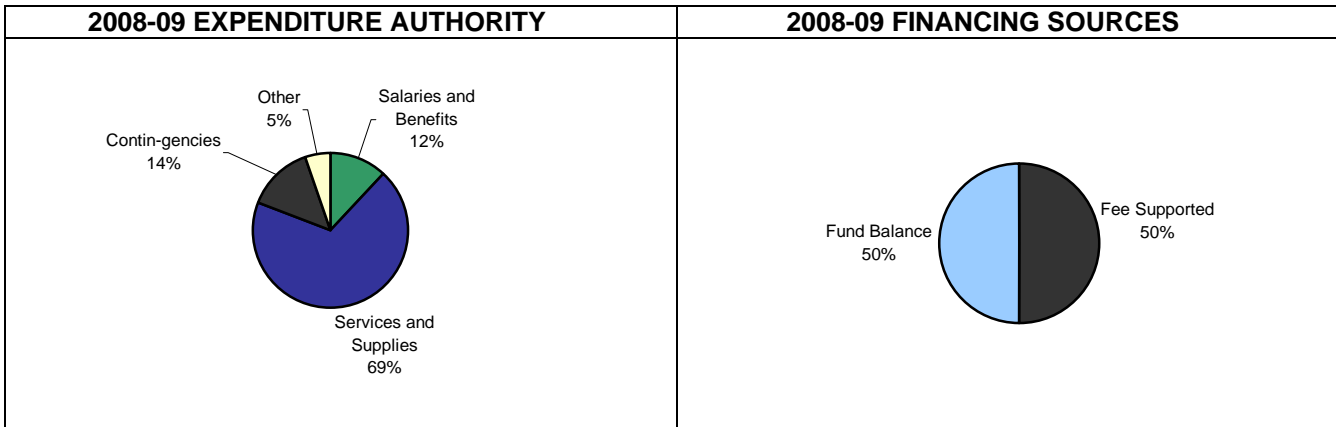 2008-09 EXPENDITURE AUTHORITY
Other
5%
Salaries and
Benefits
12%
Contin-gencies
14%
Services and
Supplies
69%
2008-09 FINANCING SOURCES
Fund Balance
50%
Fee Supported
50%